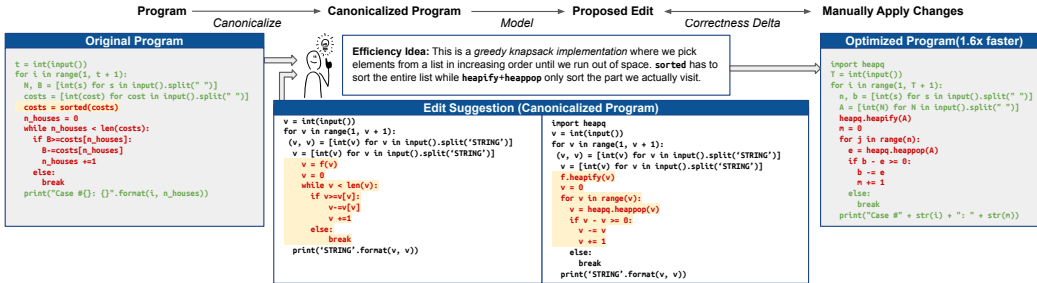 Program Canonicalize Canonicalized Program Model Proposed Edit Correctness Delta Manually Apply Changes
Original Program
t = int(input())
for i in range(1, t + 1):
N, B = [int(s) for s in input().split(" ")]
costs = [int(cost) for cost in input().split(" ")]
costs = sorted(costs)
n_houses = 0
while n_houses < len(costs):
if B>=costs[n_houses]:
B-=costs[n_houses]
n_houses +=1
else:
break
print("Case #{}: {}".format(i, n_houses))
Efficiency Idea: This is a greedy knapsack implementation where we pick
elements from a list in increasing order until we run out of space. sorted has to
sort the entire list while heapify+heappop only sort the part we actually visit.
Edit Suggestion (Canonicalized Program)
v = int(input())
for v in range(1, v + 1):
(v, v) = [int(v) for v in input().split('STRING')]
v = [int(v) for v in input().split('STRING')]
v = f(v)
v = 0
while v < len(v):
if v>=v[v]:
v-=v[v]
v +=1
else:
break
print('STRING'.format(v, v))
import heapq
v = int(input())
for v in range(1, v + 1):
(v, v) = [int(v) for v in input().split('STRING')]
v = [int(v) for v in input().split('STRING')]
f.heapify(v)
v = 0
for v in range(v):
v = heapq.heappop(v)
if v - v >= 0:
v -= v
v += 1
else:
break
print('STRING'.format(v, v))
Optimized Program(1.6x faster)
import heapq
T = int(input())
for i in range(1, T + 1):
n, b = [int(s) for s in input().split(" ")]
A = [int(N) for N in input().split(" ")]
heapq.heapify(A)
m = 0
for j in range(n):
e = heapq.heappop(A)
if b - e >= 0:
b -= e
m += 1
else:
break
print("Case #" + str(i) + ": " + str(m))